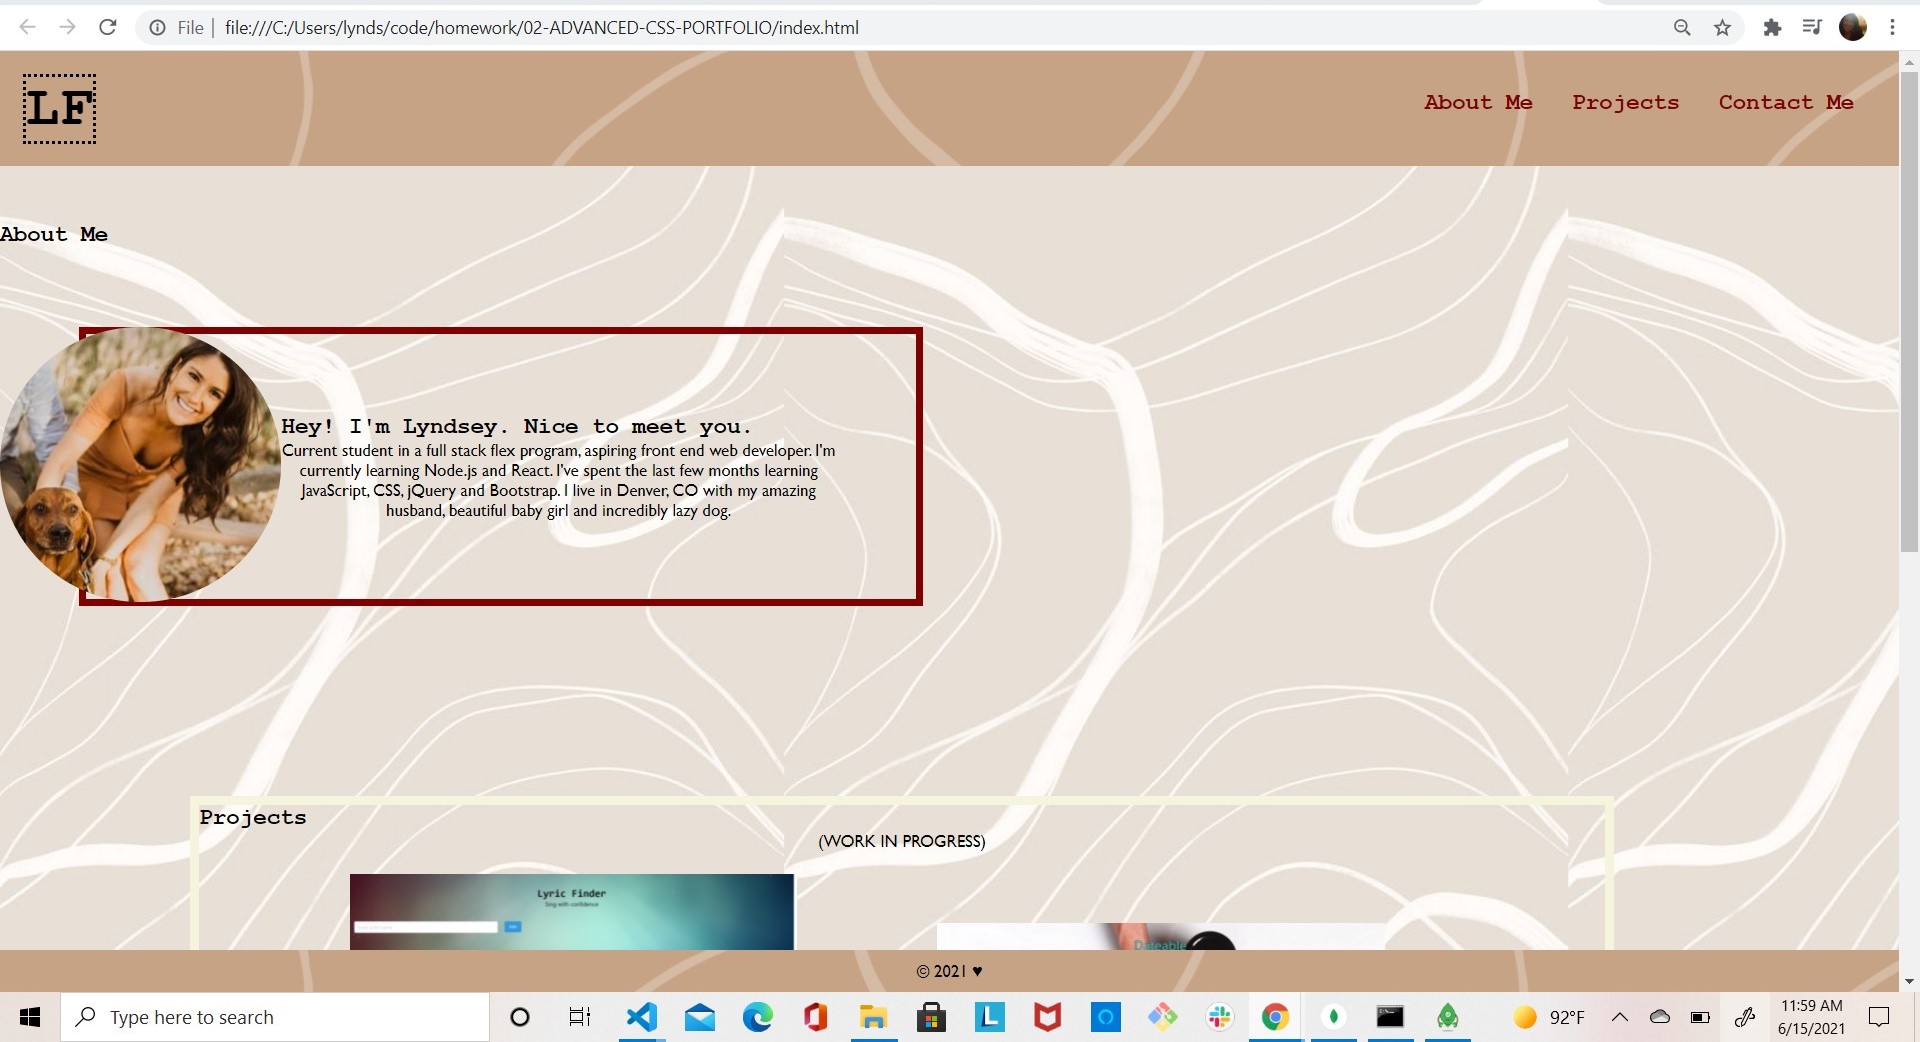 File | file:///C:/Users/lynds/code/homework/02-ADVANCED-CSS-PORTFOLIO/index.html
LF
About Me Projects Contact Me
About Me
Hey! I'm Lyndsey. Nice to meet you.
Current student in a full stack flex program, aspiring front end web developer. I'm
currently learning Node.js and React. I've spent the last few months learning
JavaScript, CSS, jQuery and Bootstrap. I live in Denver, CO with my amazing
husband, beautiful baby girl and incredibly lazy dog.
Projects
(WORK IN PROGRESS)
Lyric Finder
Sing with confidence
Dateable
© 2021 ♥
Type here to search
L
92°F
11:59 AM
6/15/2021